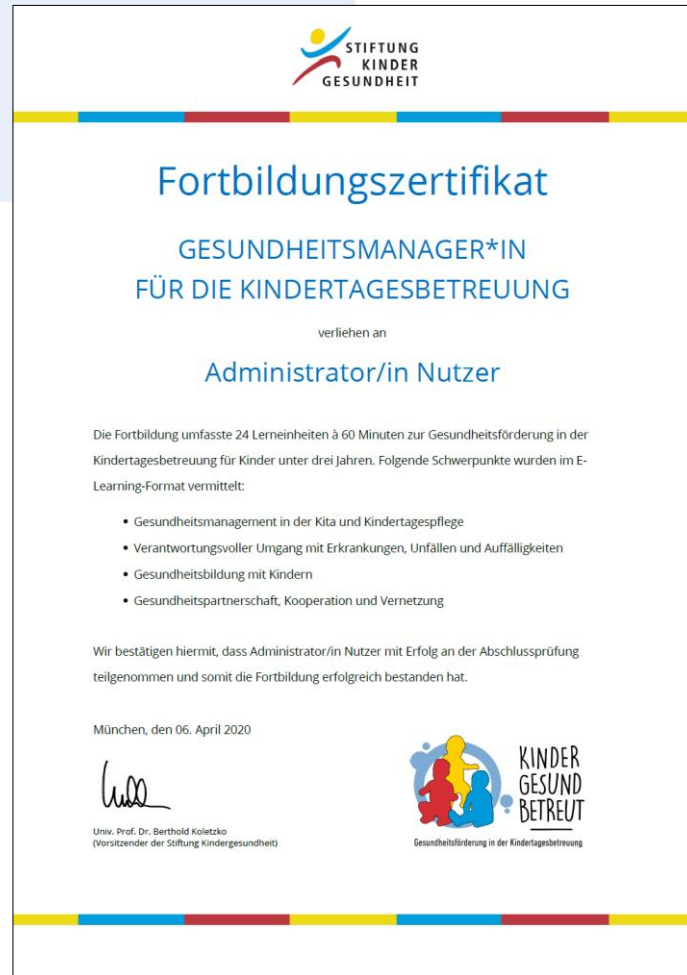 STIFTUNG
KINDER
GESUNDHEIT
Fortbildungszertifikat
GESUNDHEITSMANAGER*IN
FÜR DIE KINDERTAGESBETREUUNG
verliehen an
Administrator/in Nutzer
Die Fortbildung umfasste 24 Lerneinheiten à 60 Minuten zur Gesundheitsförderung in der
Kindertagesbetreuung für Kinder unter drei Jahren. Folgende Schwerpunkte wurden im E-
Learning-Format vermittelt:
• Gesundheitsmanagement in der Kita und Kindertagespflege
• Verantwortungsvoller Umgang mit Erkrankungen, Unfällen und Auffälligkeiten
• Gesundheitsbildung mit Kindern
• Gesundheitspartnerschaft, Kooperation und Vernetzung
Wir bestätigen hiermit, dass Administrator/in Nutzer mit Erfolg an der Abschlussprüfung
teilgenommen und somit die Fortbildung erfolgreich bestanden hat.
München, den 06. April 2020
Univ. Prof. Dr. Berthold Koletzko
(Vorsitzender der Stiftung Kindergesundheit)
KINDER
GESUND
BETREUT
Gesundheitsförderung in der Kindertagesbetreuung